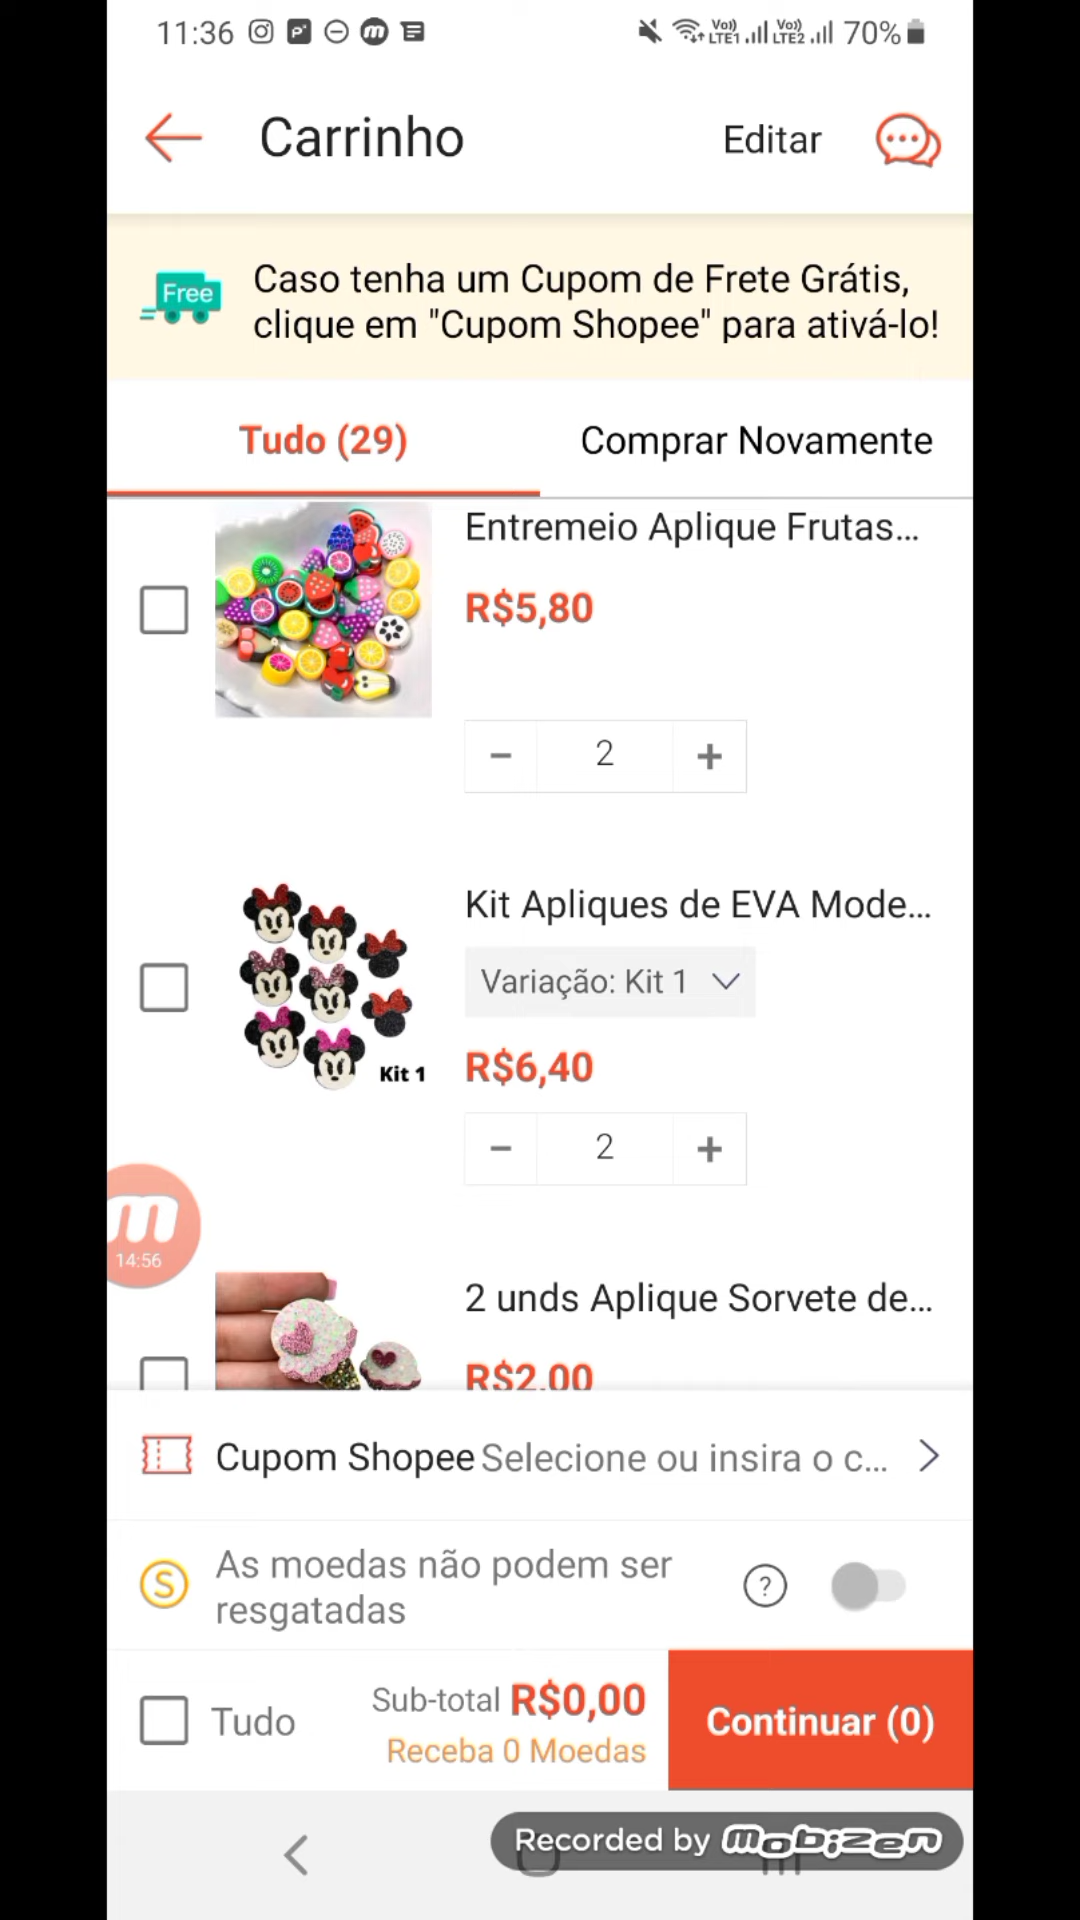 11:36
Vo)) LTE1 Vo)) LTE2 70%
Carrinho
Editar
Free
Caso tenha um Cupom de Frete Grátis,
clique em "Cupom Shopee" para ativá-lo!
Tudo (29)
Comprar Novamente
Entremeio Aplique Frutas...
R$5,80
− 2 +
Kit Apliques de EVA Mode...
Variação: Kit 1
Kit 1
R$6,40
− 2 +
14:56
2 unds Aplique Sorvete de...
R$2,00
Cupom Shopee Selecione ou insira o c...
As moedas não podem ser
resgatadas
?
Tudo
Sub-total R$0,00
Receba 0 Moedas
Continuar (0)
Recorded by mobizen